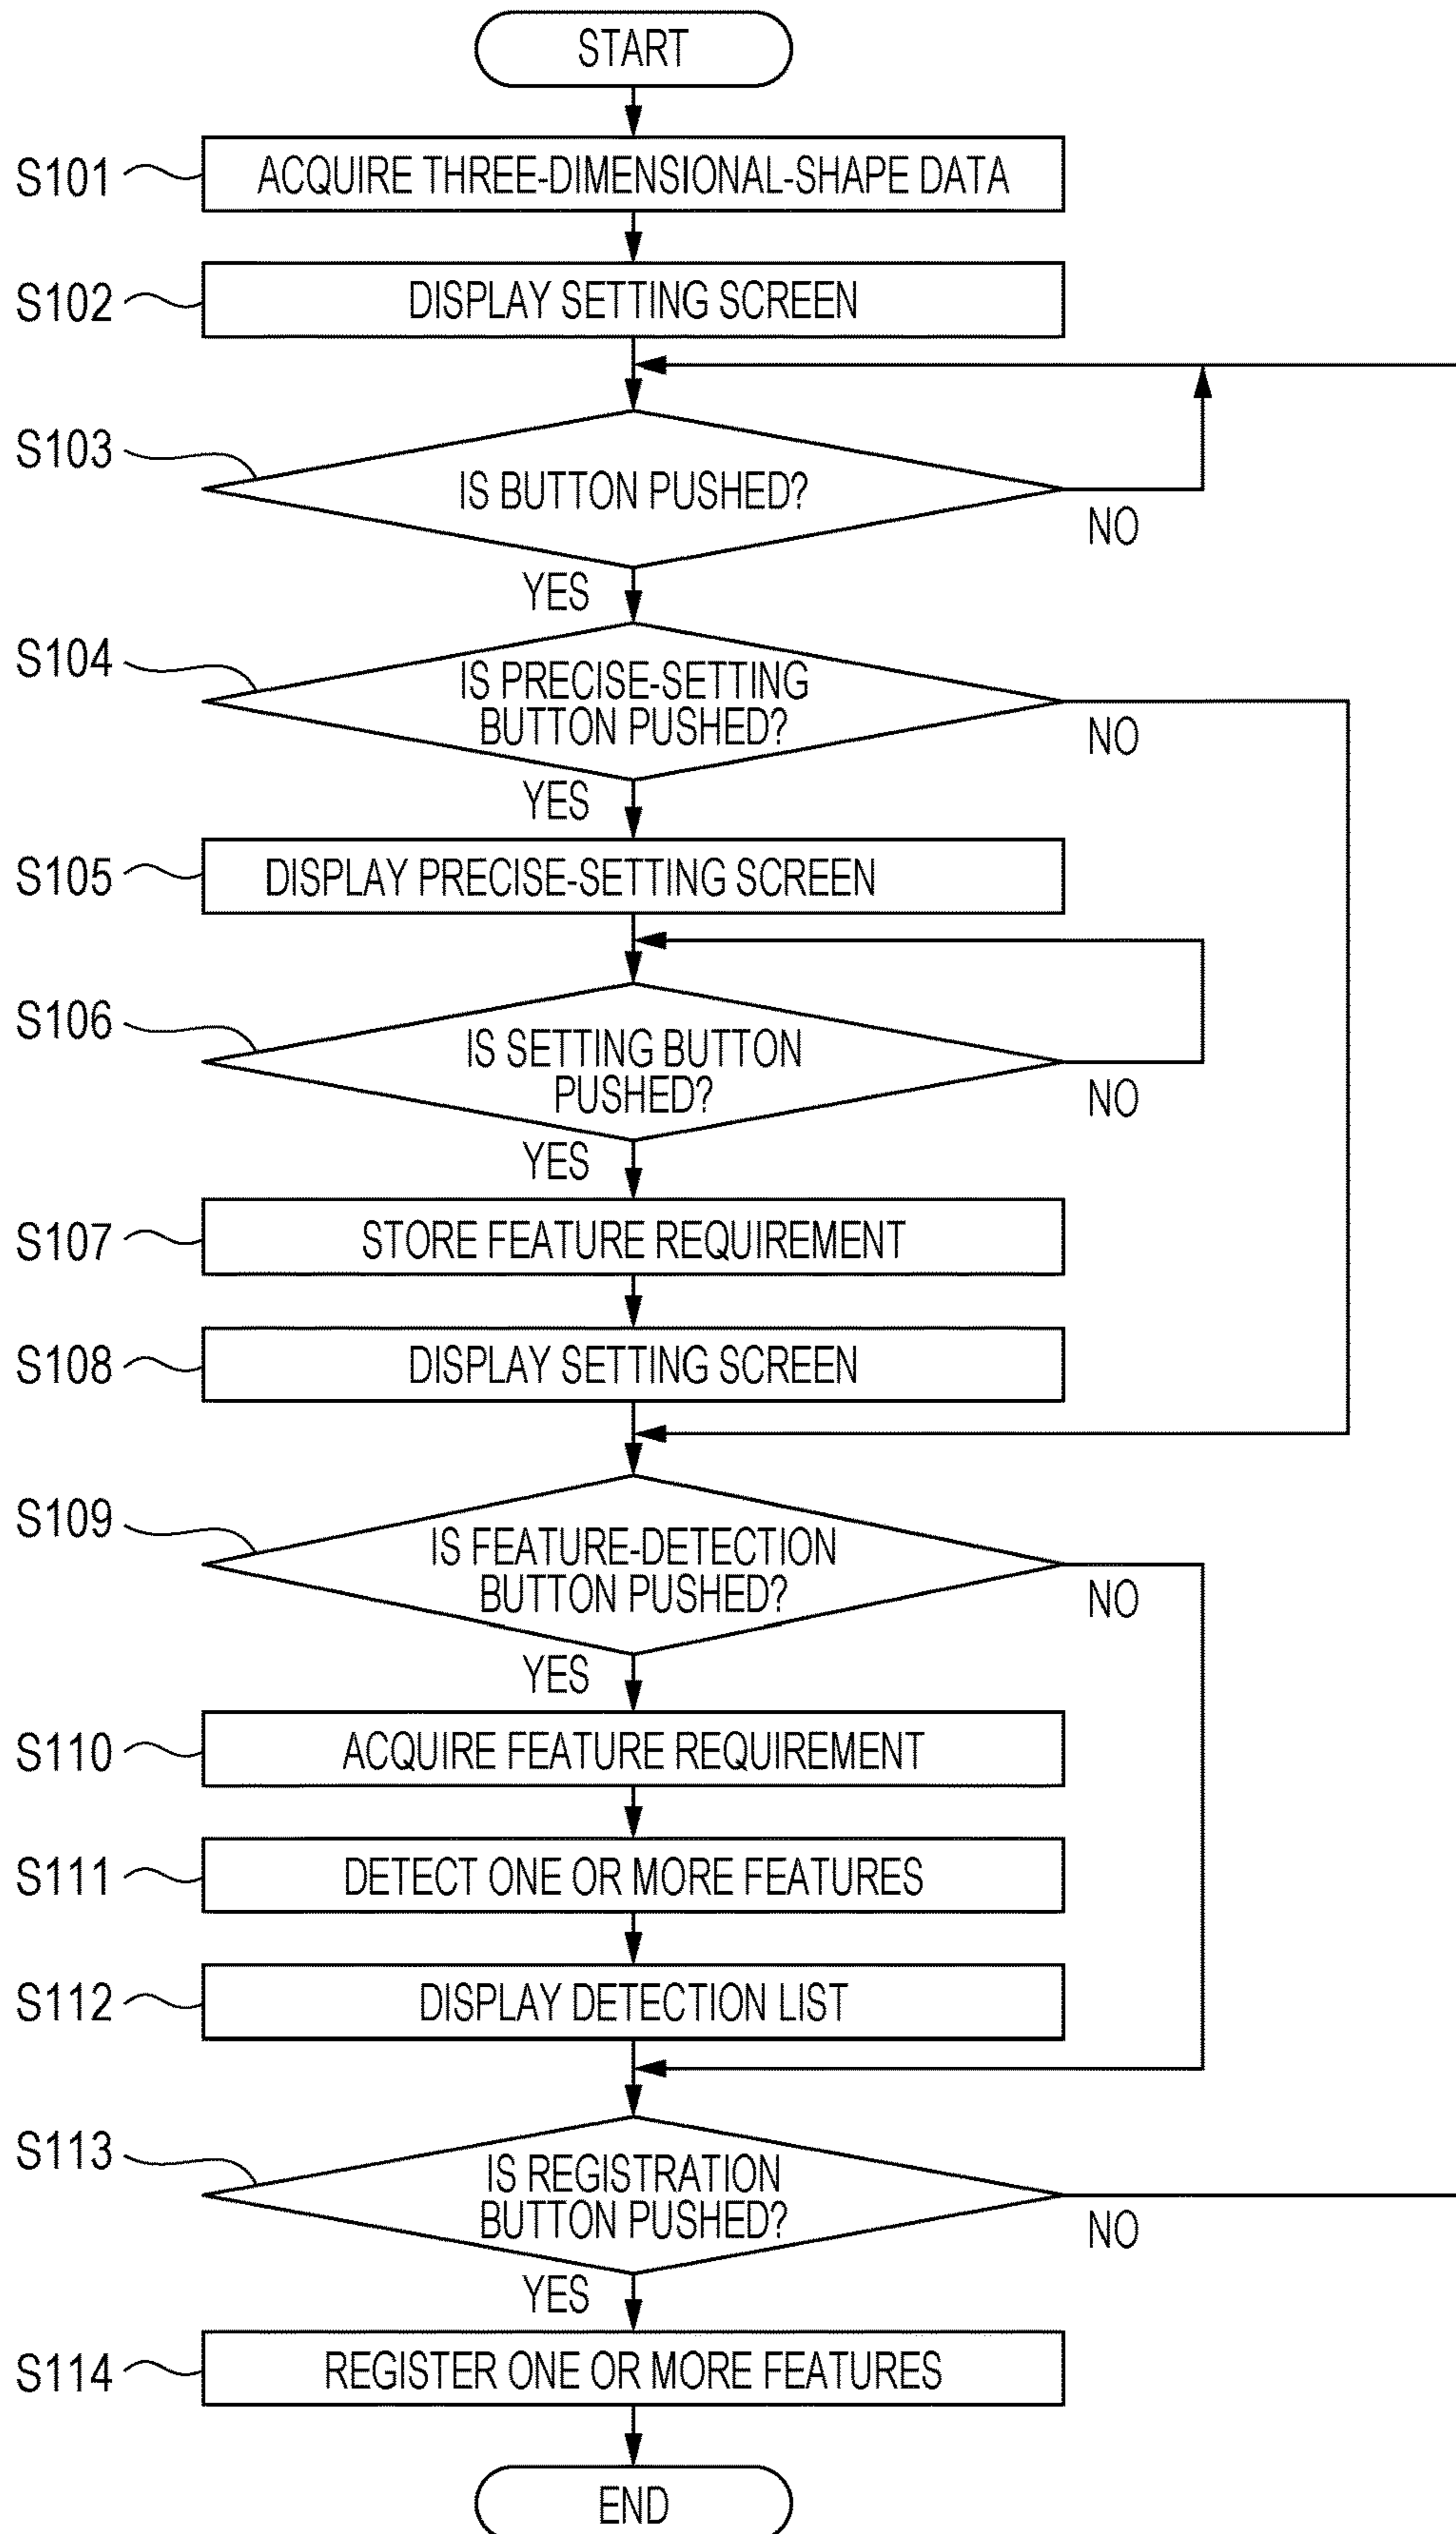 START
S101
ACQUIRE THREE-DIMENSIONAL-SHAPE DATA
S102
DISPLAY SETTING SCREEN
S103
IS BUTTON PUSHED?
NO
YES
S104
IS PRECISE-SETTING
BUTTON PUSHED?
NO
YES
S105
DISPLAY PRECISE-SETTING SCREEN
S106
IS SETTING BUTTON
PUSHED?
NO
YES
S107
STORE FEATURE REQUIREMENT
S108
DISPLAY SETTING SCREEN
S109
IS FEATURE-DETECTION
BUTTON PUSHED?
NO
YES
S110
ACQUIRE FEATURE REQUIREMENT
S111
DETECT ONE OR MORE FEATURES
S112
DISPLAY DETECTION LIST
S113
IS REGISTRATION
BUTTON PUSHED?
NO
YES
S114
REGISTER ONE OR MORE FEATURES
END